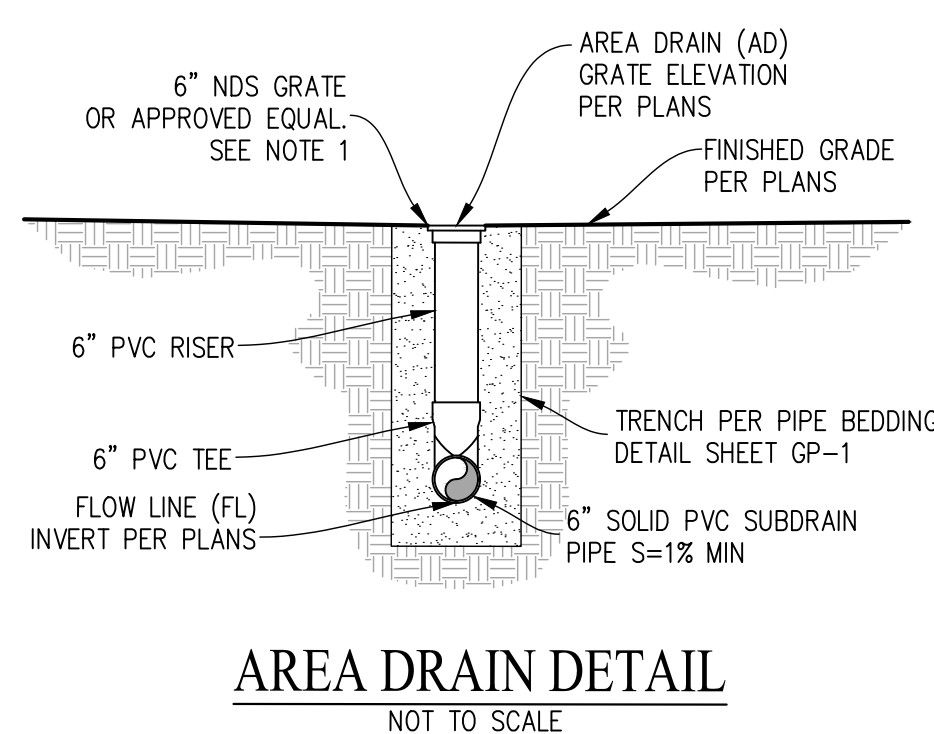 AREA DRAIN (AD)
GRATE ELEVATION
PER PLANS
6” NDS GRATE
OR APPROVED EQUAL.
SEE NOTE 1
FINISHED GRADE
PER PLANS
6” PVC RISER
TRENCH PER PIPE BEDDING
DETAIL SHEET GP-1
6” PVC TEE
FLOW LINE (FL)
INVERT PER PLANS
6” SOLID PVC SUBDRAIN
PIPE S=1% MIN
AREA DRAIN DETAIL
NOT TO SCALE